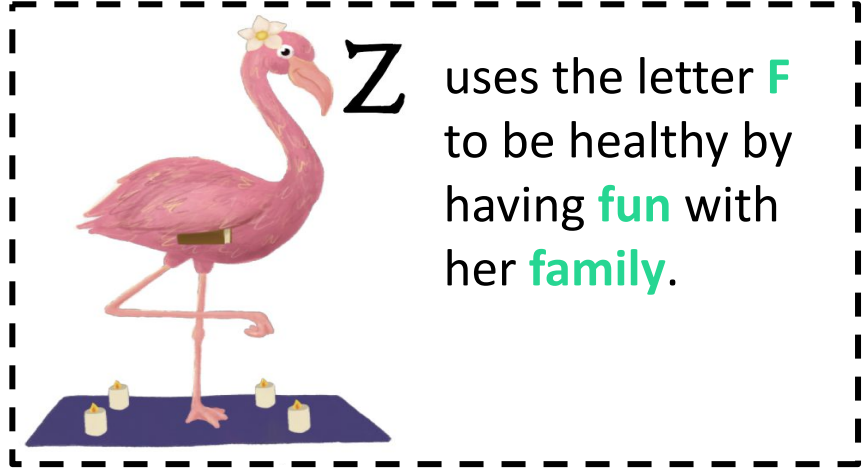 Z
uses the letter F
to be healthy by
having fun with
her family.